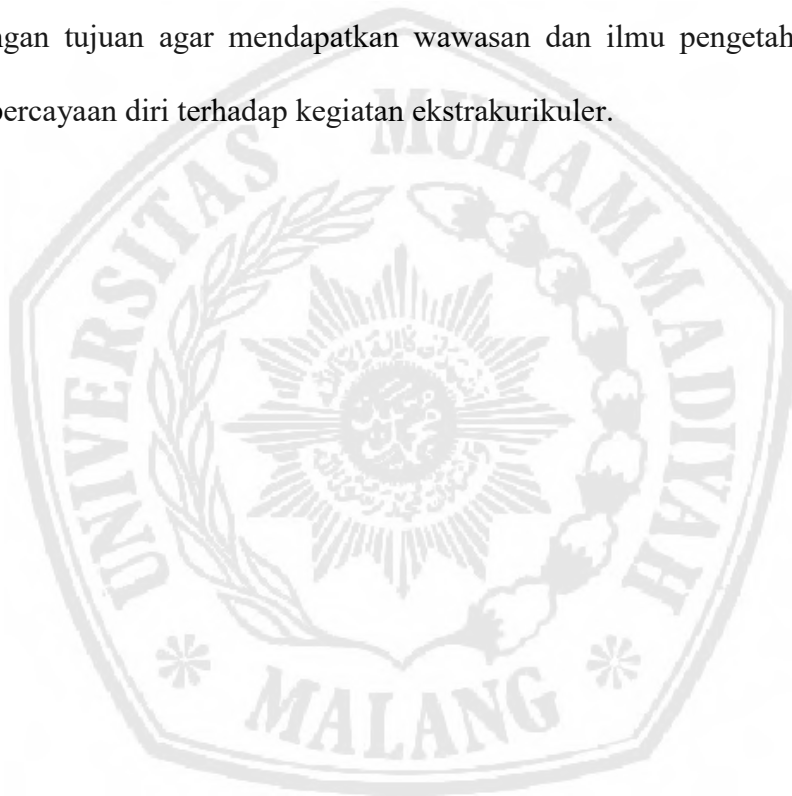 ngan tujuan agar mendapatkan wawasan dan ilmu pengetah
percayaan diri terhadap kegiatan ekstrakurikuler.
UNIVERSITAS MUHAMMADIYAH
MALANG